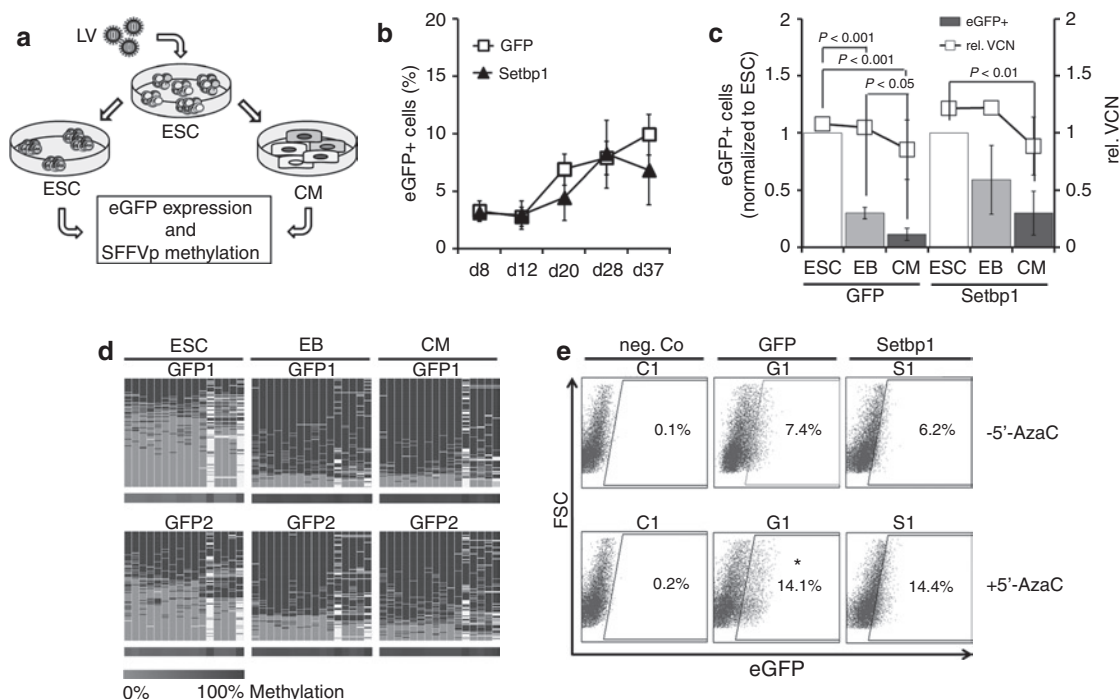 a
LV
ESC
ESC
CM
eGFP expression
and
SFFVp methylation
b
eGFP+ cells (%)
20
15
10
5
0
GFP
Setbp1
d8 d12 d20 d28 d37
c
eGFP+ cells
(normalized to ESC)
2
1.5
1
0.5
0
eGFP+
rel. VCN
P < 0.001
P < 0.001
P < 0.05
P < 0.01
2
1.5
1
0.5
0
rel. VCN
ESC EB CM ESC EB CM
GFP Setbp1
d
ESC EB CM
GFP1 GFP1 GFP1
GFP2 GFP2 GFP2
0% 100% Methylation
e
neg. Co GFP Setbp1
C1 G1 S1
0.1% 7.4% 6.2% -5'-AzaC
C1 G1 S1
*
0.2% 14.1% 14.4% +5'-AzaC
FSC
eGFP